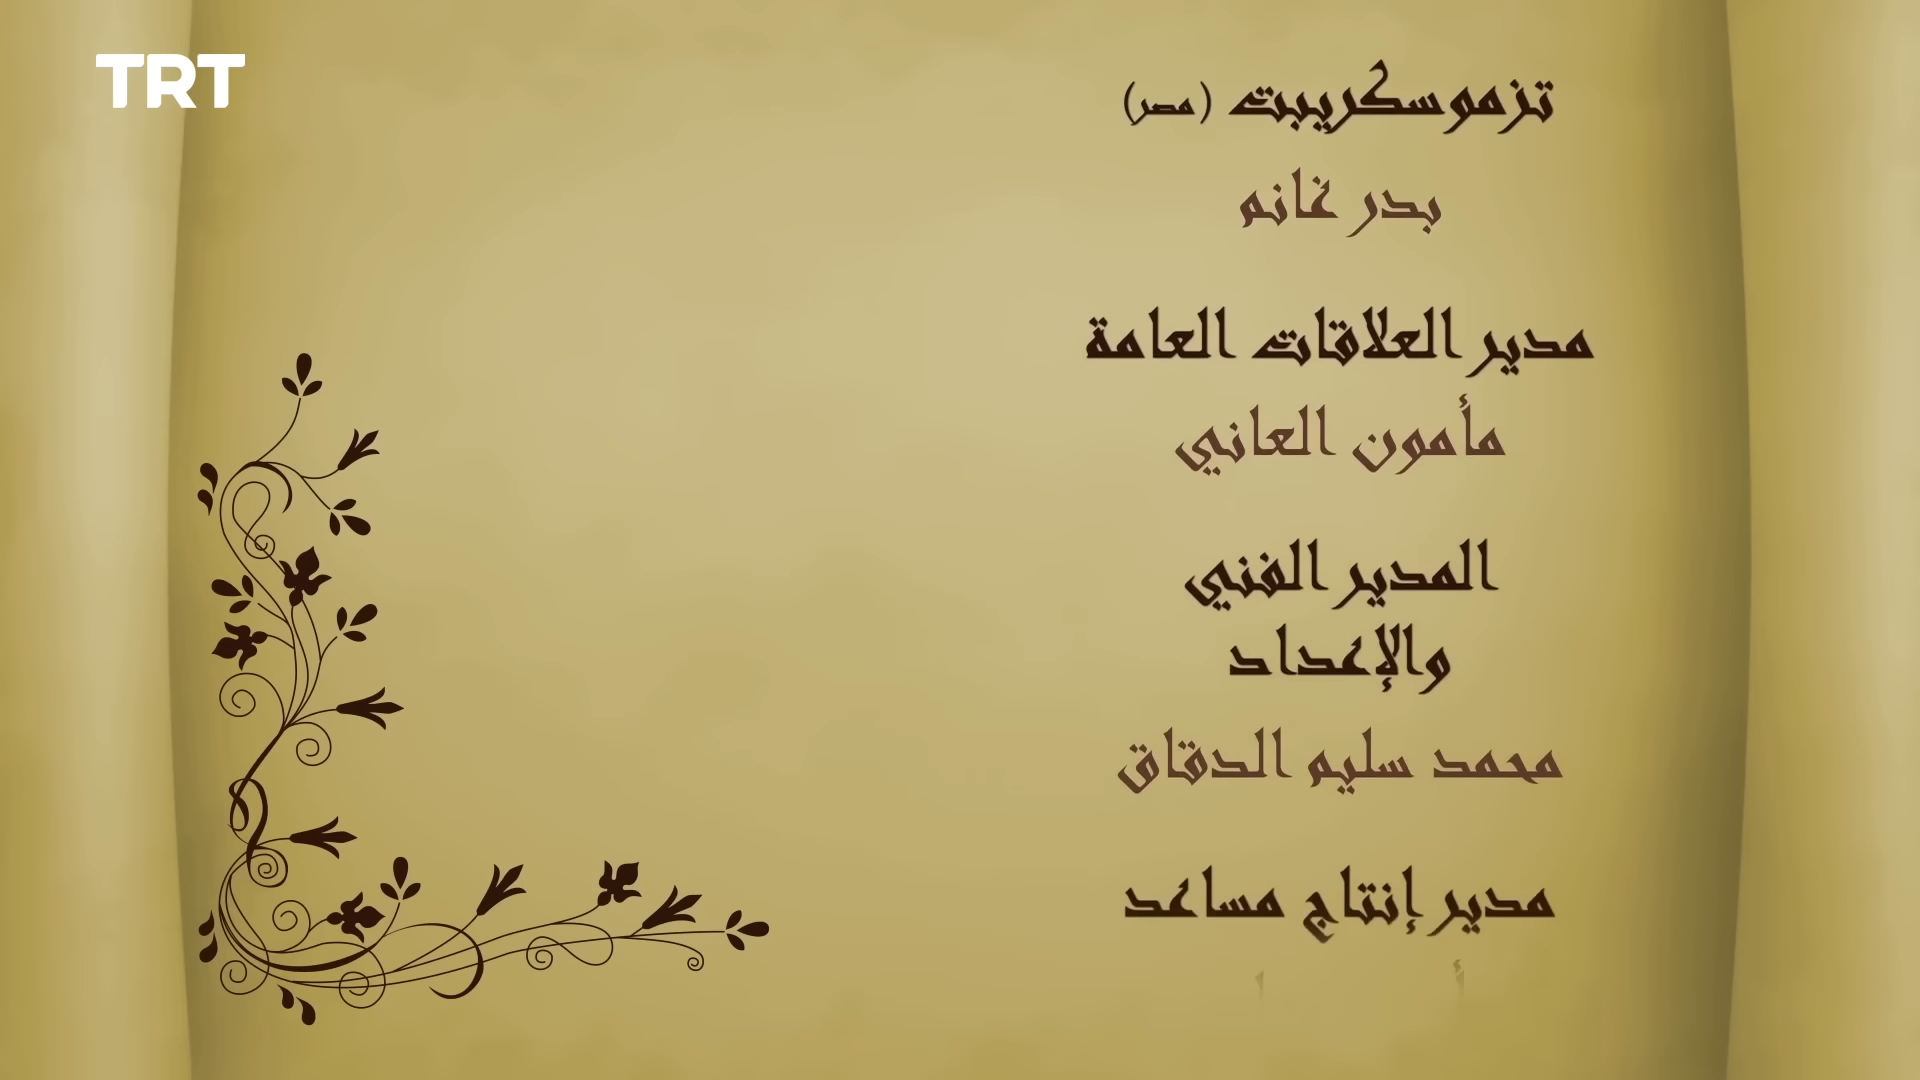 TRT
تزموسكريبت (مصر)
بدر غانم
مدير العلاقات العامة
مأمون العاني
المدير الفني
والإعداد
محمد سليم الدقاق
مدير إنتاج مساعد